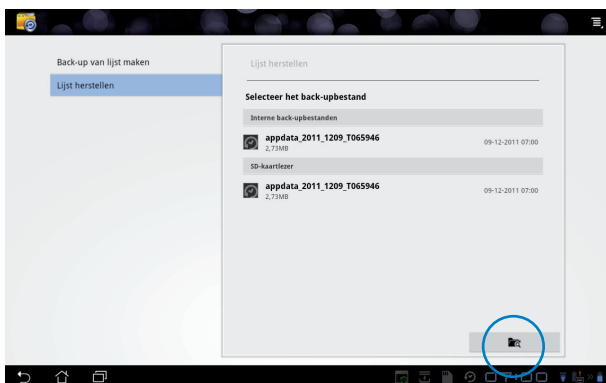 Back-up van lijst maken
Lijst herstellen
Lijst herstellen
Selecteer het back-upbestand
Interne back-upbestanden
appdata_2011_1209_T065946
2,73MB
09-12-2011 07:00
SD-kaartlezer
appdata_2011_1209_T065946
2,73MB
09-12-2011 07:00